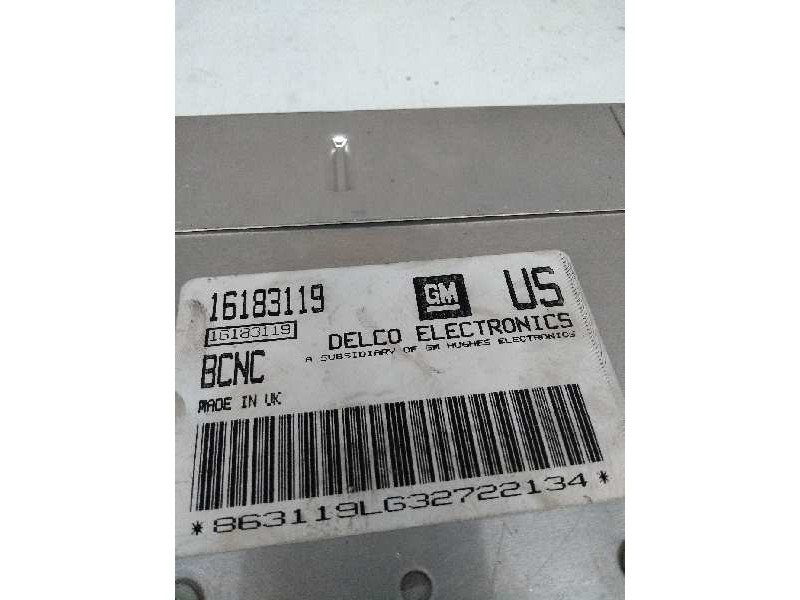 16183119
GM
US
16183119
DELCO ELECTRONICS
A SUBSIDIARY OF GM HUGHES ELECTRONICS
BCNC
MADE IN UK
*863119LG32722134*